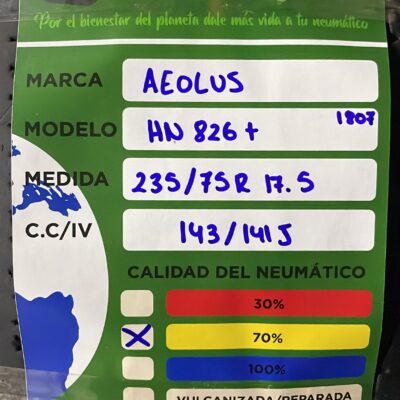 Por el bienestar del planeta dale más vida a tu neumático
MARCA AEOLUS
MODELO HN 826+ 1807
MEDIDA 235/75R 17.5
C.C/IV 143/141J
CALIDAD DEL NEUMÁTICO
30%
X 70%
100%
VULCANIZADA/REPARADA